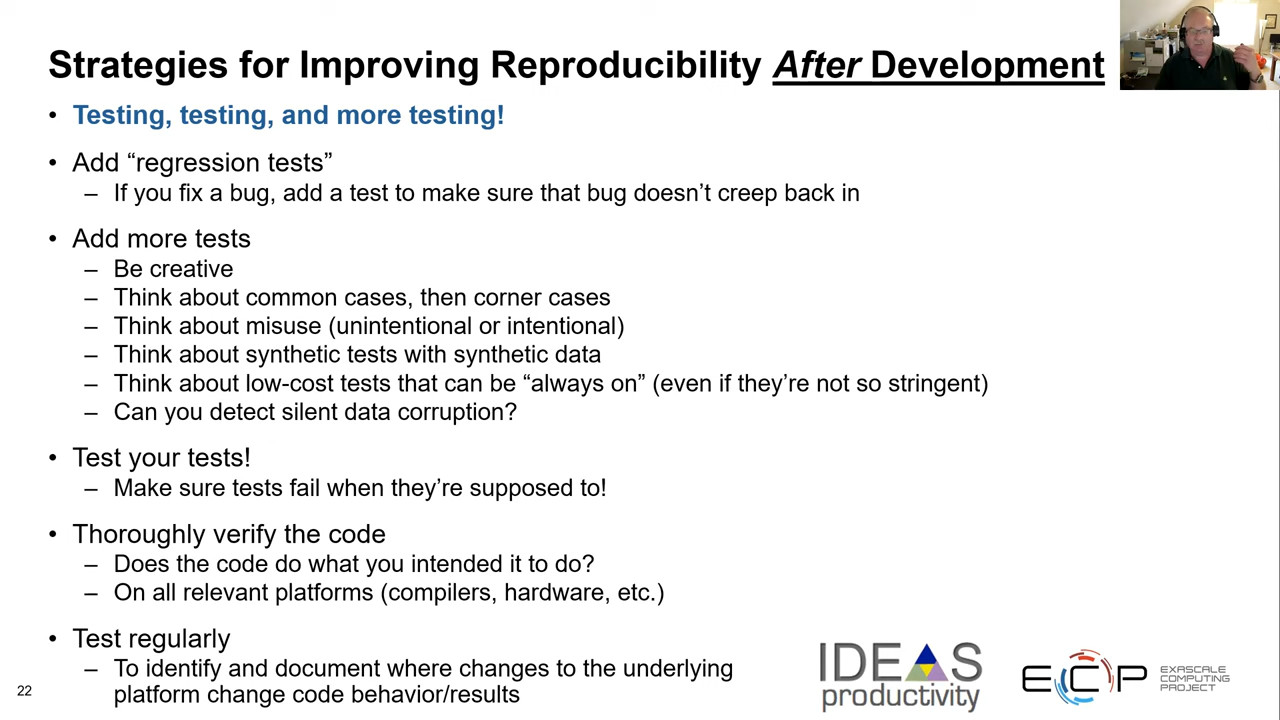 Strategies for Improving Reproducibility After Development
• Testing, testing, and more testing!
• Add “regression tests”
– If you fix a bug, add a test to make sure that bug doesn’t creep back in
• Add more tests
– Be creative
– Think about common cases, then corner cases
– Think about misuse (unintentional or intentional)
– Think about synthetic tests with synthetic data
– Think about low-cost tests that can be “always on” (even if they’re not so stringent)
– Can you detect silent data corruption?
• Test your tests!
– Make sure tests fail when they’re supposed to!
• Thoroughly verify the code
– Does the code do what you intended it to do?
– On all relevant platforms (compilers, hardware, etc.)
• Test regularly
– To identify and document where changes to the underlying
platform change code behavior/results
22
IDEAS
productivity
ECP
EXASCALE
COMPUTING
PROJECT